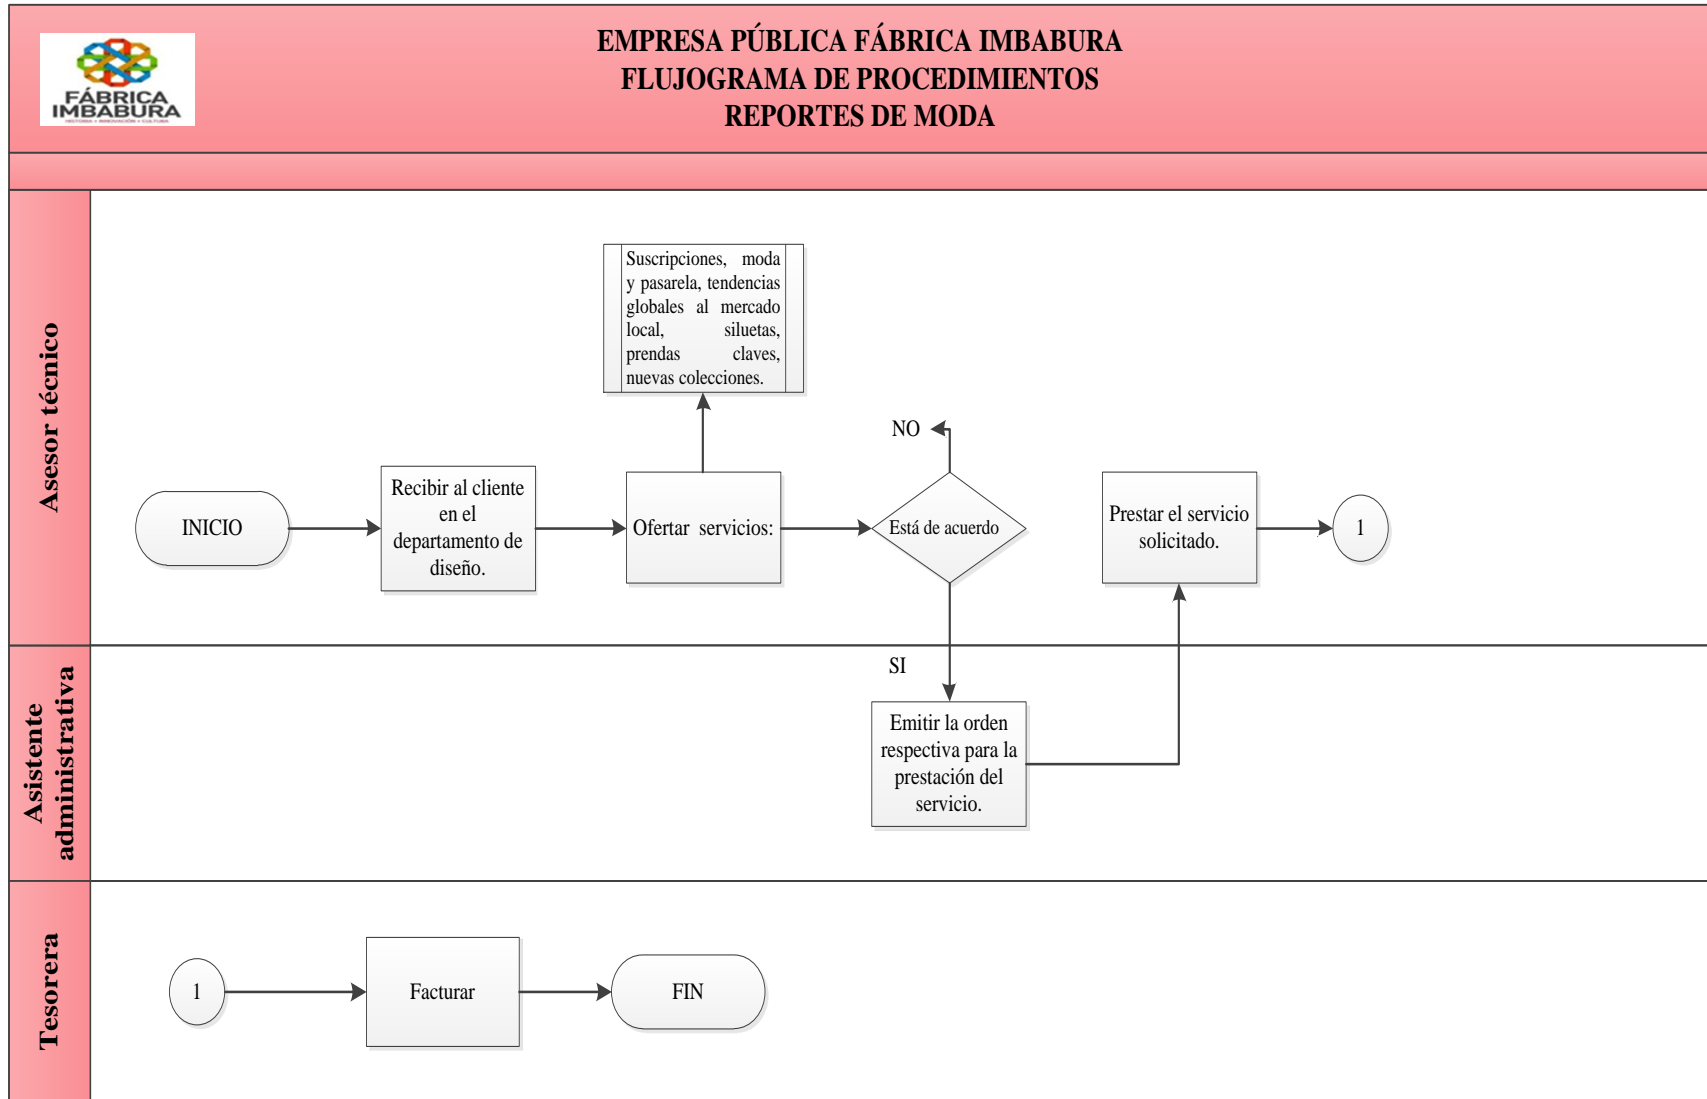 EMPRESA PÚBLICA FÁBRICA IMBABURA
FLUJOGRAMA DE PROCEDIMIENTOS
REPORTES DE MODA
FÁBRICA
IMBABURA
HISTORIA + INNOVACIÓN + CULTURA
Asesor técnico
Suscripciones, moda
y pasarela, tendencias
globales al mercado
local, siluetas,
prendas claves,
nuevas colecciones.
NO
INICIO
Recibir al cliente
en el
departamento de
diseño.
Ofertar servicios:
Está de acuerdo
Prestar el servicio
solicitado.
1
Asistente
administrativa
SI
Emitir la orden
respectiva para la
prestación del
servicio.
Tesorera
1
Facturar
FIN